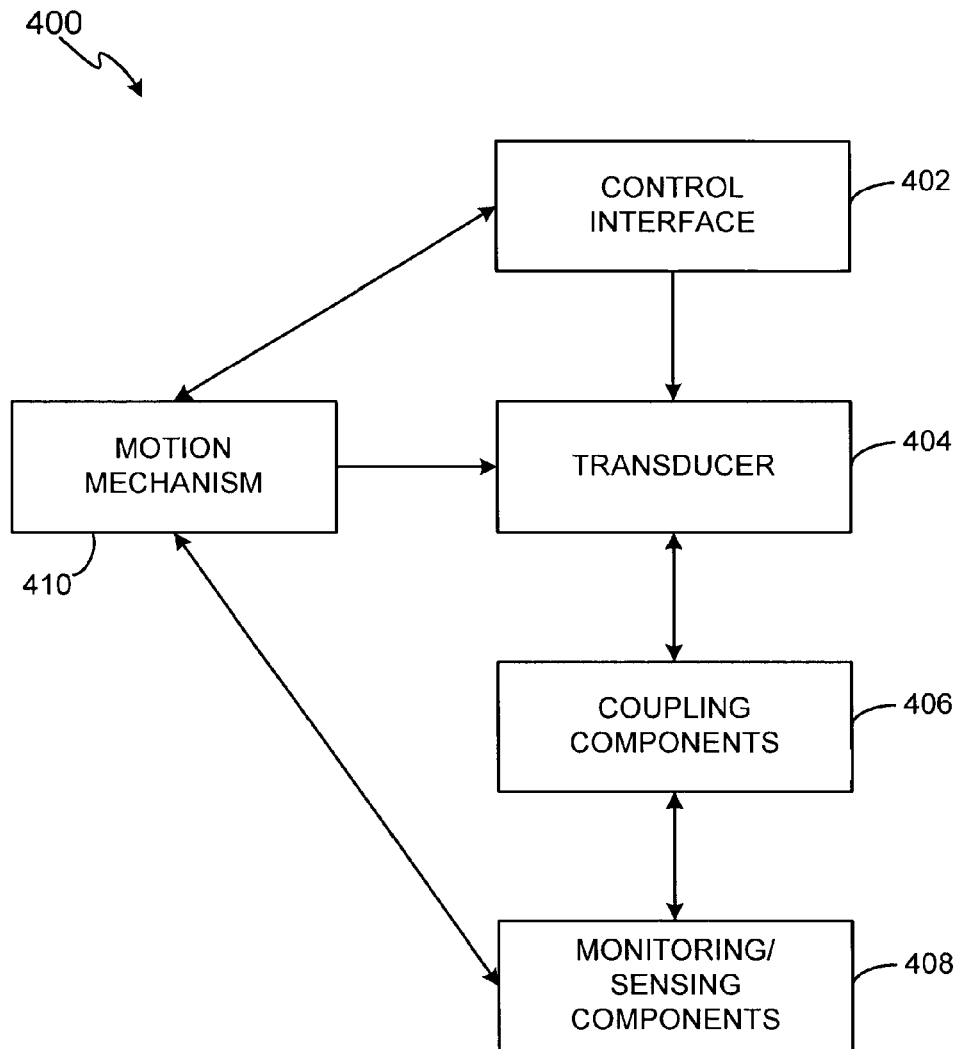 400
CONTROL
INTERFACE
402
MOTION
MECHANISM
410
TRANSDUCER
404
COUPLING
COMPONENTS
406
MONITORING/
SENSING
COMPONENTS
408